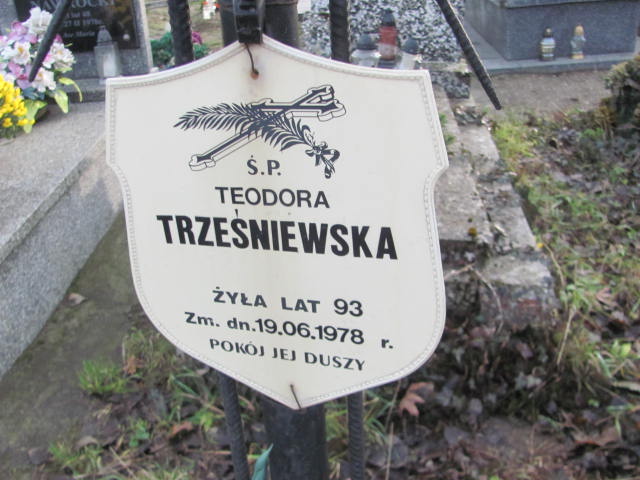 Ś.P.
TEODORA
TRZEŚNIEWSKA
ŻYŁA LAT 93
Zm. dn. 19.06.1978 r.
POKÓJ JEJ DUSZY